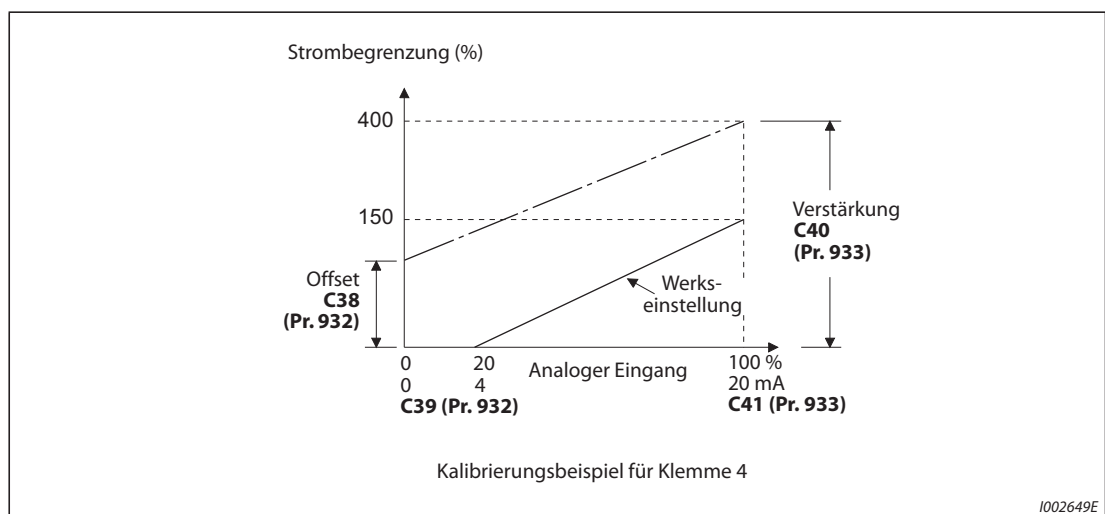 Strombegrenzung (%)
400
150
Verstärkung
C40
(Pr. 933)
Offset
C38
(Pr. 932)
Werks-
einstellung
0
20
100 %
Analoger Eingang
0
4
20 mA
C39 (Pr. 932)
C41 (Pr. 933)
Kalibrierungsbeispiel für Klemme 4
I002649E